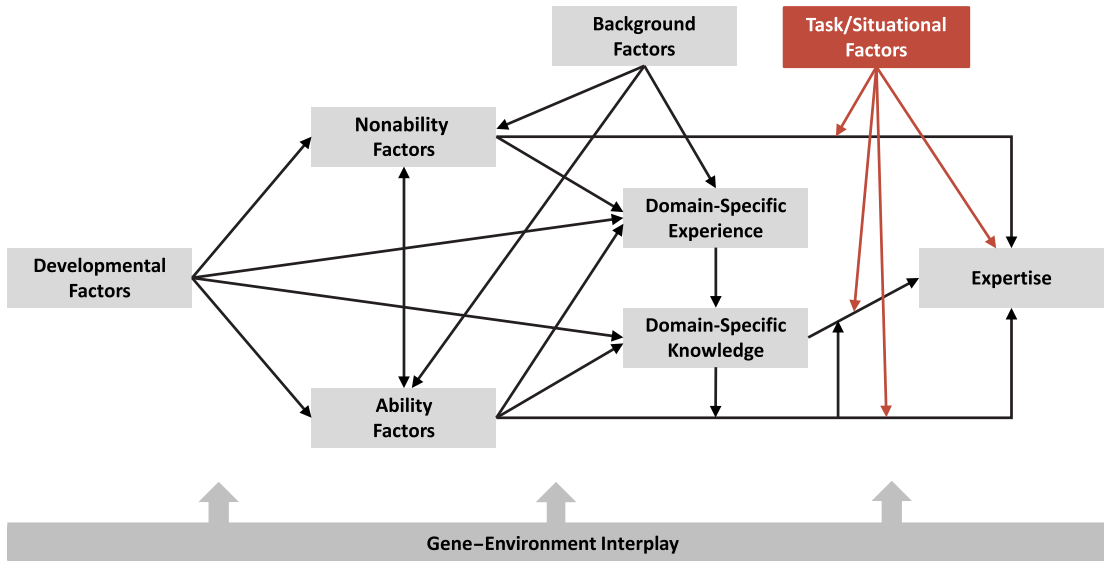 Background
Factors
Task/Situational
Factors
Nonability
Factors
Domain-Specific
Experience
Developmental
Factors
Expertise
Domain-Specific
Knowledge
Ability
Factors
Gene–Environment Interplay